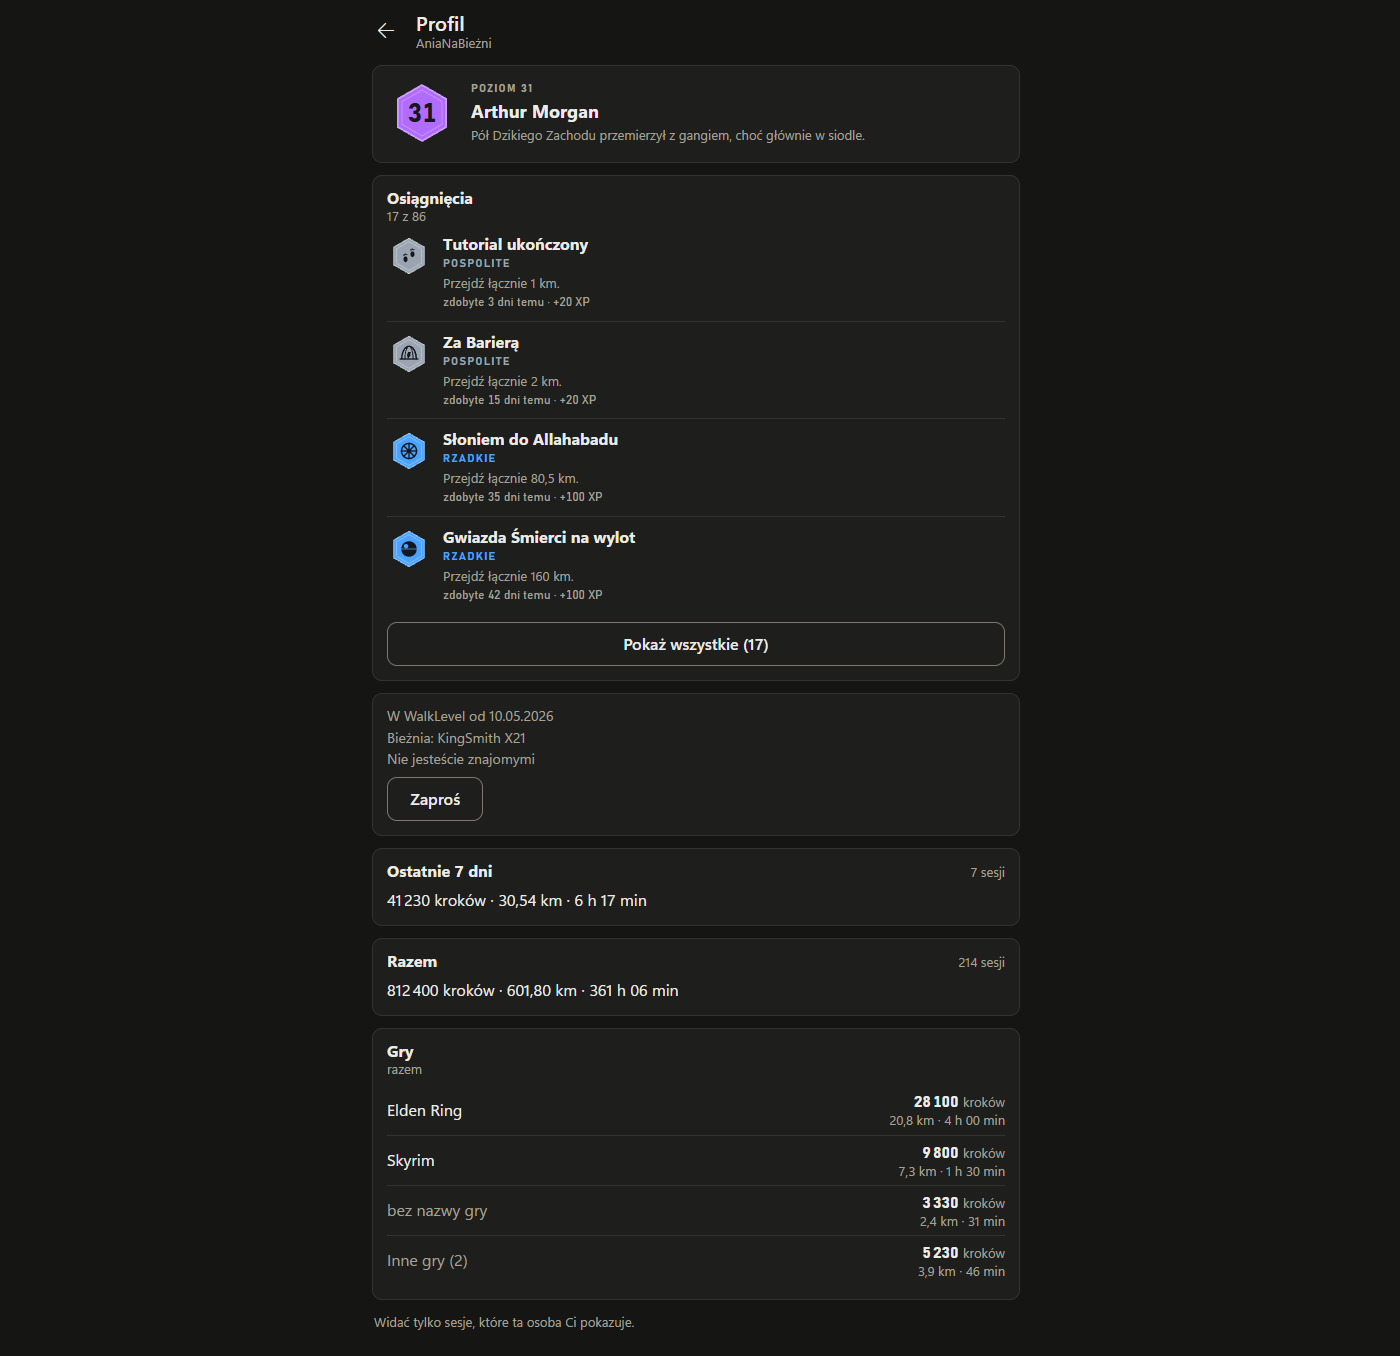 Profil
AniaNaBieżni
31
POZIOM 31
Arthur Morgan
Pół Dzikiego Zachodu przemierzył z gangiem, choć głównie w siodle.
Osiągnięcia
17 z 86
Tutorial ukończony
POSPOLITE
Przejdź łącznie 1 km.
zdobyte 3 dni temu · +20 XP
Za Barierą
POSPOLITE
Przejdź łącznie 2 km.
zdobyte 15 dni temu · +20 XP
Słoniem do Allahabadu
RZADKIE
Przejdź łącznie 80,5 km.
zdobyte 35 dni temu · +100 XP
Gwiazda Śmierci na wylot
RZADKIE
Przejdź łącznie 160 km.
zdobyte 42 dni temu · +100 XP
Pokaż wszystkie (17)
W WalkLevel od 10.05.2026
Bieżnia: KingSmith X21
Nie jesteście znajomymi
Zaproś
Ostatnie 7 dni
7 sesji
41 230 kroków · 30,54 km · 6 h 17 min
Razem
214 sesji
812 400 kroków · 601,80 km · 361 h 06 min
Gry
razem
Elden Ring
28 100 kroków
20,8 km · 4 h 00 min
Skyrim
9 800 kroków
7,3 km · 1 h 30 min
bez nazwy gry
3 330 kroków
2,4 km · 31 min
Inne gry (2)
5 230 kroków
3,9 km · 46 min
Widać tylko sesje, które ta osoba Ci pokazuje.